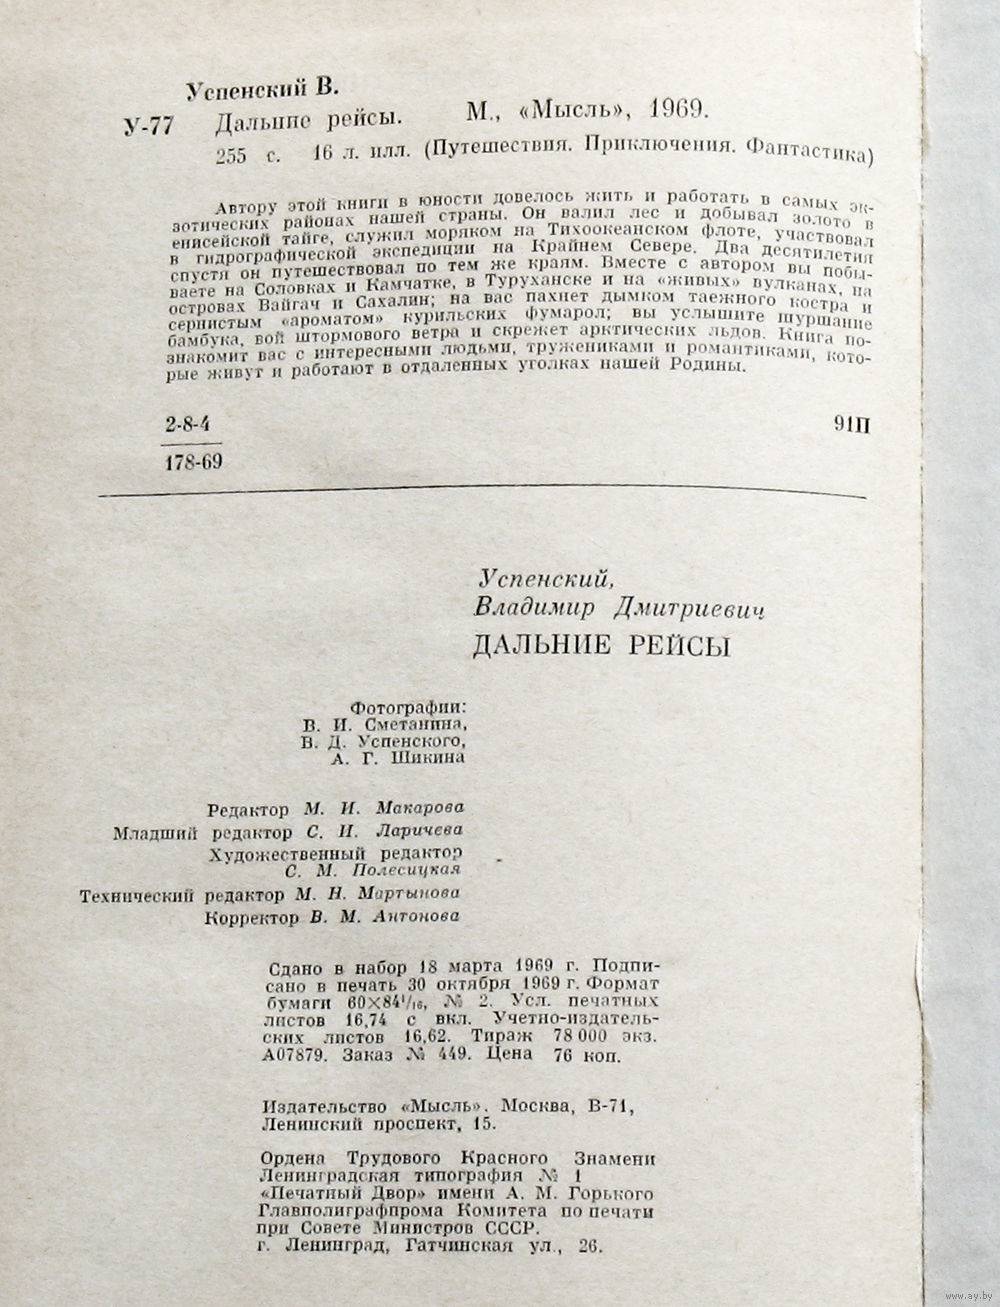 Успенский В.
У-77 Дальние рейсы. М., «Мысль», 1969.
255 с. 16 л. илл. (Путешествия. Приключения. Фантастика)
Автору этой книги в юности довелось жить и работать в самых эк-
зотических районах нашей страны. Он валил лес и добывал золото в
енисейской тайге, служил моряком на Тихоокеанском флоте, участвовал
в гидрографической экспедиции на Крайнем Севере. Два десятилетия
спустя он путешествовал по тем же краям. Вместе с автором вы побы-
ваете на Соловках и Камчатке, в Туруханске и на «живых» вулканах, на
островах Вайгач и Сахалин; на вас пахнет дымком таежного костра и
сернистым «ароматом» курильских фумарол; вы услышите шуршание
бамбука, вой штормового ветра и скрежет арктических льдов. Книга по-
знакомит вас с интересными людьми, тружениками и романтиками, кото-
рые живут и работают в отдаленных уголках нашей Родины.
2-8-4 91П
178-69
Успенский,
Владимир Дмитриевич
ДАЛЬНИЕ РЕЙСЫ
Фотографии:
В. И. Сметанина,
В. Д. Успенского,
А. Г. Шикина
Редактор М. И. Макарова
Младший редактор С. И. Ларичева
Художественный редактор
С. М. Полесицкая
Технический редактор М. Н. Мартынова
Корректор В. М. Антонова
Сдано в набор 18 марта 1969 г. Подпи-
сано в печать 30 октября 1969 г. Формат
бумаги 60×84¹/₁₆, № 2. Усл. печатных
листов 16,74 с вкл. Учетно-издатель-
ских листов 16,62. Тираж 78 000 экз.
А07879. Заказ № 449. Цена 76 коп.
Издательство «Мысль». Москва, В-71,
Ленинский проспект, 15.
Ордена Трудового Красного Знамени
Ленинградская типография № 1
«Печатный Двор» имени А. М. Горького
Главполиграфпрома Комитета по печати
при Совете Министров СССР.
г. Ленинград, Гатчинская ул., 26.
www.ay.by